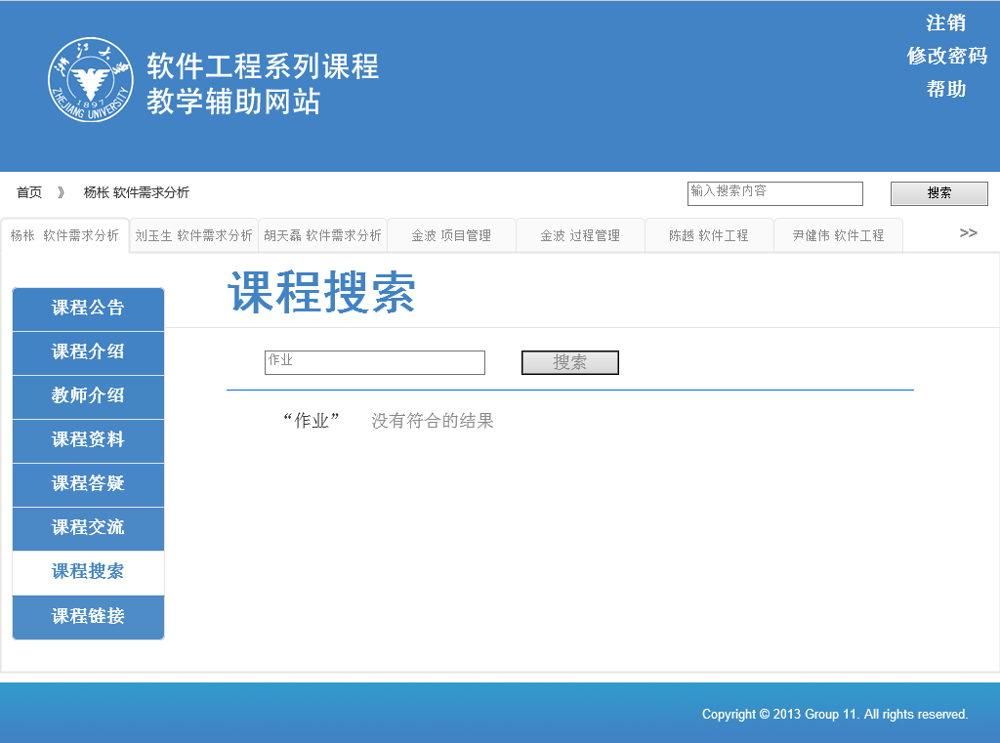 注销
修改密码
帮助
浙江大学
ZHEJIANG UNIVERSITY
1897
软件工程系列课程
教学辅助网站
首页 》 杨枨 软件需求分析
输入搜索内容 搜索
杨枨 软件需求分析 刘玉生 软件需求分析 胡天磊 软件需求分析 金波 项目管理 金波 过程管理 陈越 软件工程 尹健伟 软件工程 >>
课程搜索
课程公告
课程介绍
教师介绍
课程资料
课程答疑
课程交流
课程搜索
课程链接
作业 搜索
“作业” 没有符合的结果
Copyright © 2013 Group 11. All rights reserved.